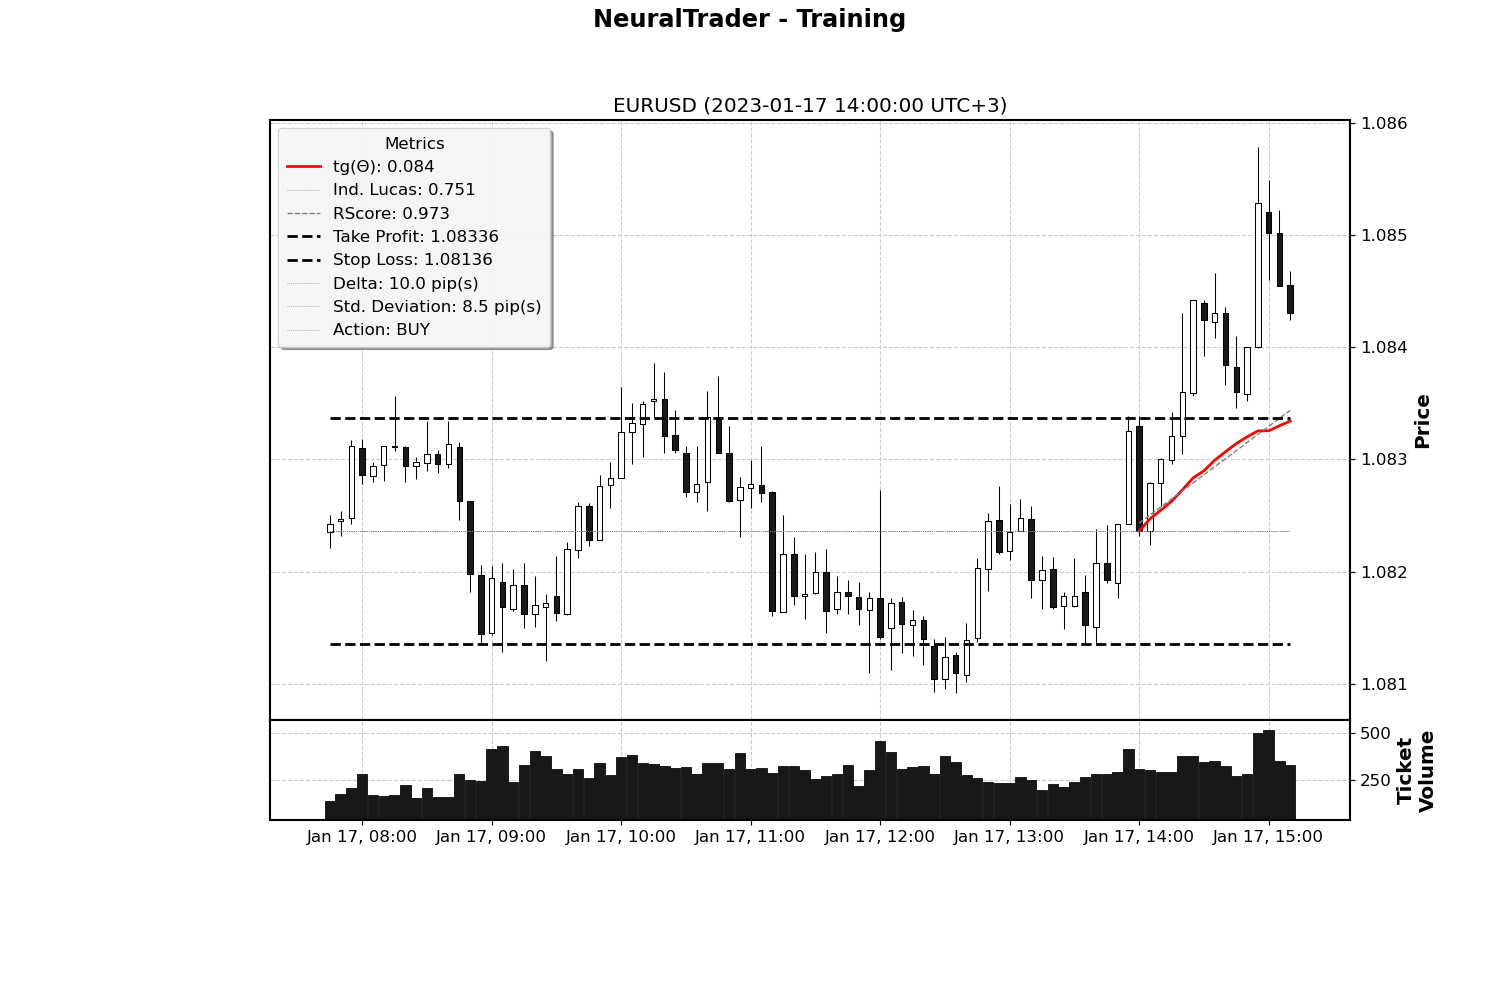 NeuralTrader - Training
EURUSD (2023-01-17 14:00:00 UTC+3)
Metrics
tg(Θ): 0.084
Ind. Lucas: 0.751
RScore: 0.973
Take Profit: 1.08336
Stop Loss: 1.08136
Delta: 10.0 pip(s)
Std. Deviation: 8.5 pip(s)
Action: BUY
1.086
1.085
1.084
1.083
1.082
1.081
Price
500
250
Ticket
Volume
Jan 17, 08:00
Jan 17, 09:00
Jan 17, 10:00
Jan 17, 11:00
Jan 17, 12:00
Jan 17, 13:00
Jan 17, 14:00
Jan 17, 15:00